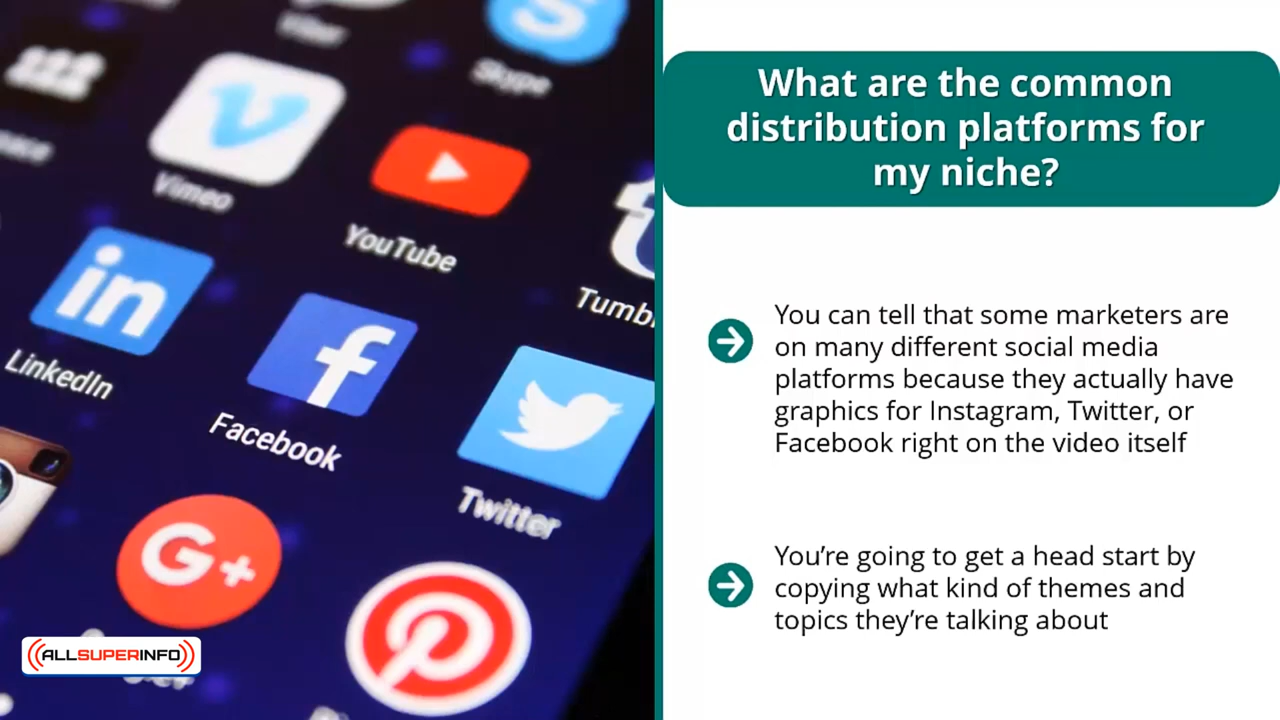 Viber
Skype
Vimeo
YouTube
Tumbl
LinkedIn
Facebook
Twitter
G+
ALLSUPERINFO
What are the common
distribution platforms for
my niche?
You can tell that some marketers are
on many different social media
platforms because they actually have
graphics for Instagram, Twitter, or
Facebook right on the video itself
You’re going to get a head start by
copying what kind of themes and
topics they’re talking about